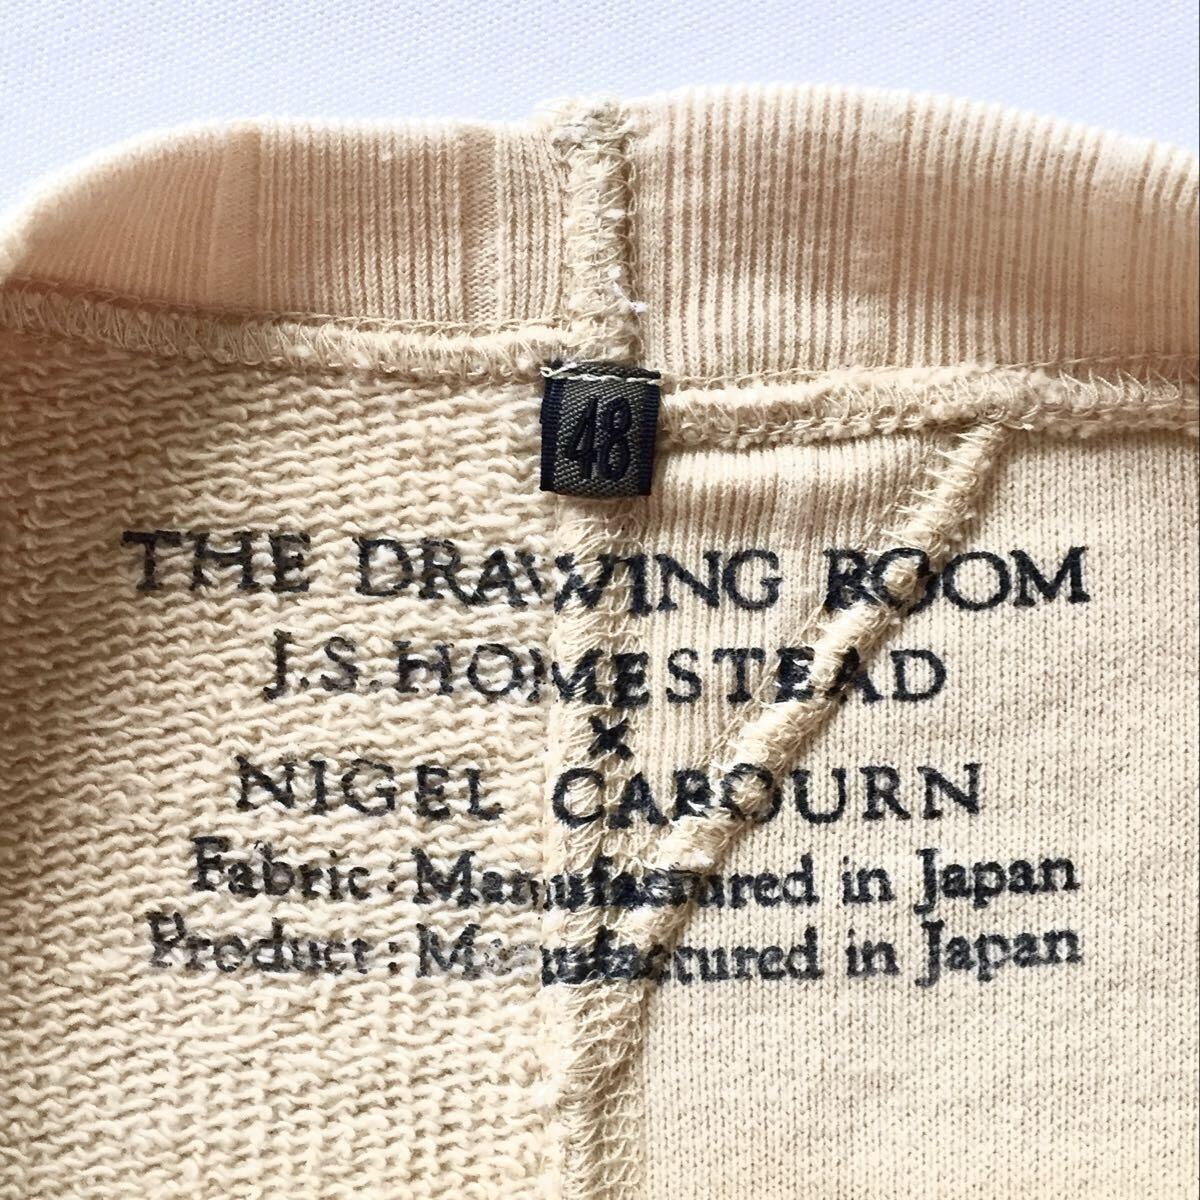 48
THE DRAWING ROOM
J.S.HOMESTEAD
×
NIGEL CABOURN
Fabric : Manufactured in Japan
Product : Manufactured in Japan